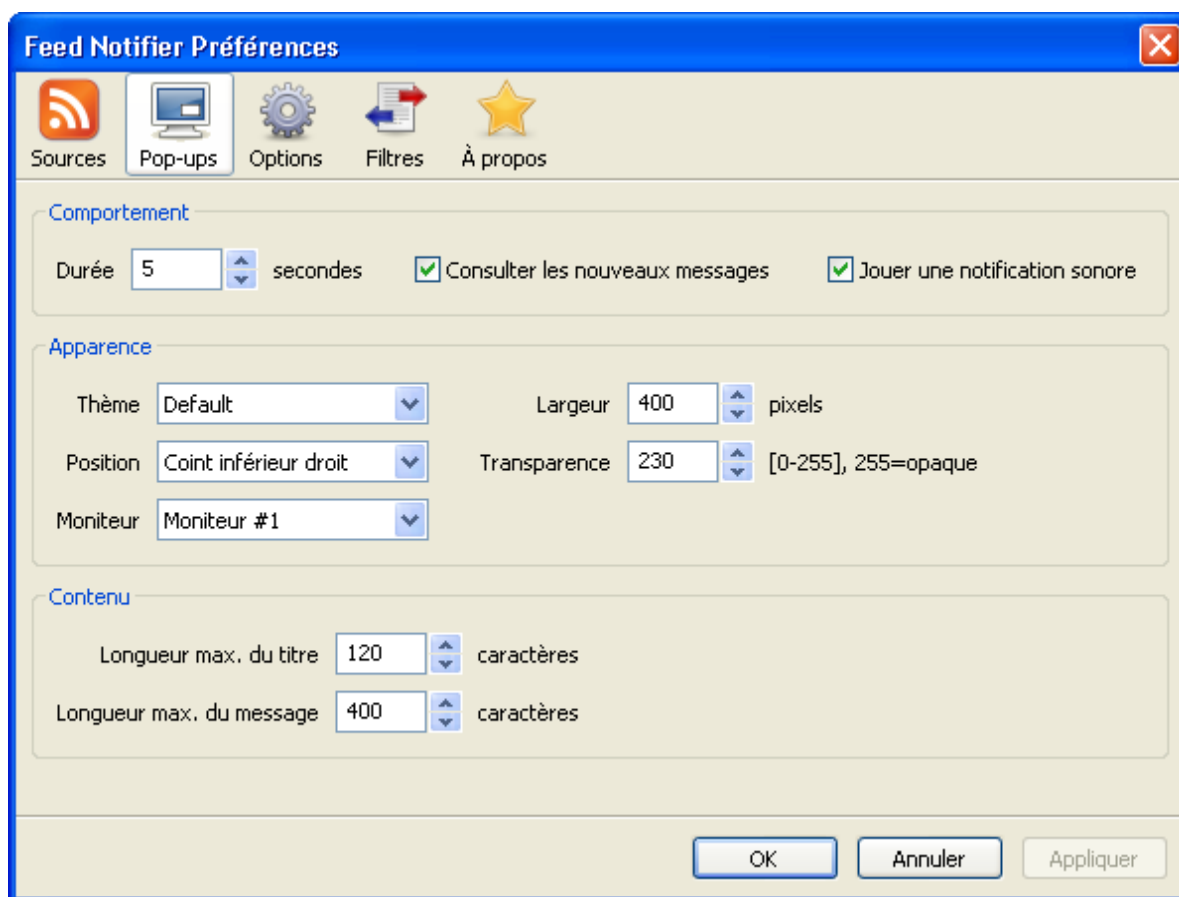 Feed Notifier Préférences
Sources Pop-ups Options Filtres À propos
Comportement
Durée 5 secondes Consulter les nouveaux messages Jouer une notification sonore
Apparence
Thème Default Largeur 400 pixels
Position Coint inférieur droit Transparence 230 [0-255], 255=opaque
Moniteur Moniteur #1
Contenu
Longueur max. du titre 120 caractères
Longueur max. du message 400 caractères
OK Annuler Appliquer